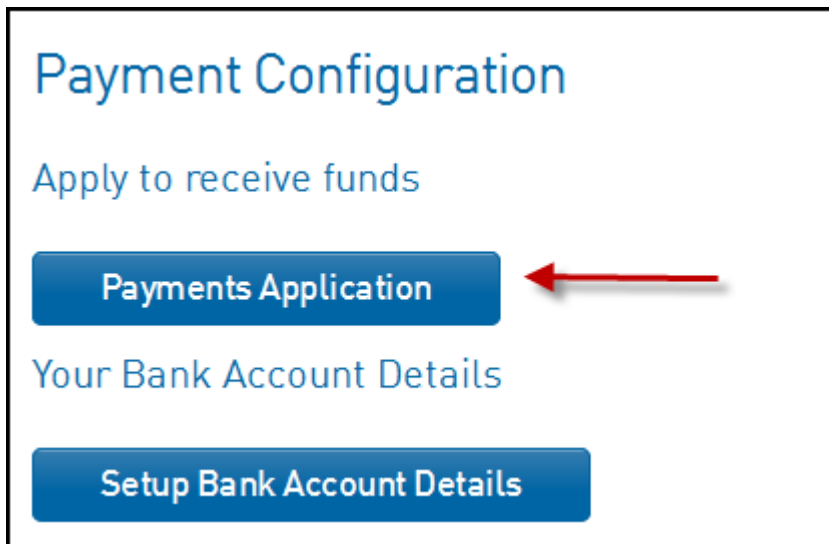 Payment Configuration
Apply to receive funds
Payments Application
Your Bank Account Details
Setup Bank Account Details